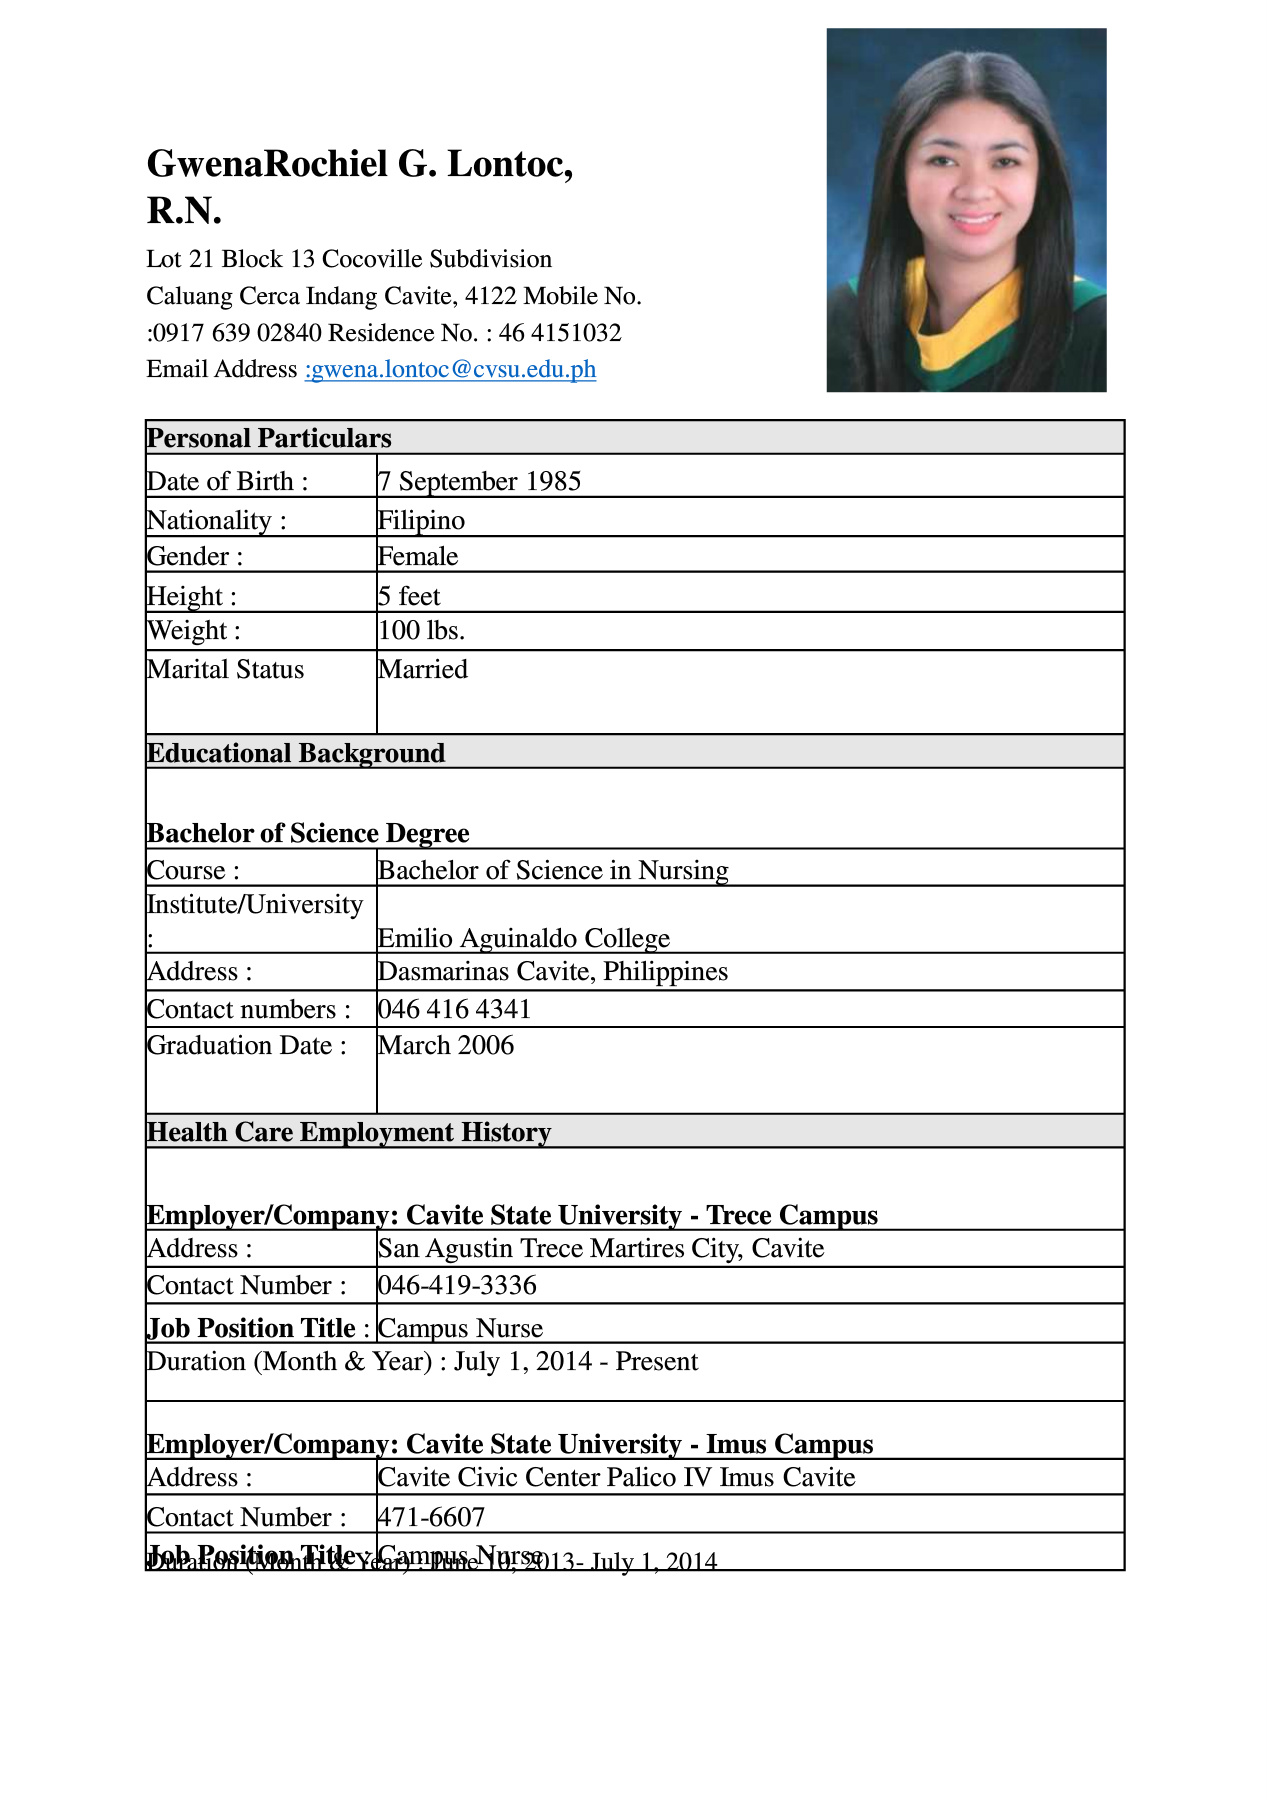 GwenaRochiel G. Lontoc,
R.N.
Lot 21 Block 13 Cocoville Subdivision
Caluang Cerca Indang Cavite, 4122 Mobile No.
:0917 639 02840 Residence No. : 46 4151032
Email Address :gwena.lontoc@cvsu.edu.ph
Personal Particulars
Date of Birth : 7 September 1985
Nationality : Filipino
Gender : Female
Height : 5 feet
Weight : 100 lbs.
Marital Status Married
Educational Background
Bachelor of Science Degree
Course : Bachelor of Science in Nursing
Institute/University
: Emilio Aguinaldo College
Address : Dasmarinas Cavite, Philippines
Contact numbers : 046 416 4341
Graduation Date : March 2006
Health Care Employment History
Employer/Company: Cavite State University - Trece Campus
Address : San Agustin Trece Martires City, Cavite
Contact Number : 046-419-3336
Job Position Title : Campus Nurse
Duration (Month & Year) : July 1, 2014 - Present
Employer/Company: Cavite State University - Imus Campus
Address : Cavite Civic Center Palico IV Imus Cavite
Contact Number : 471-6607
Job Position Title : Campus Nurse
Duration (Month & Year) : June 10, 2013- July 1, 2014